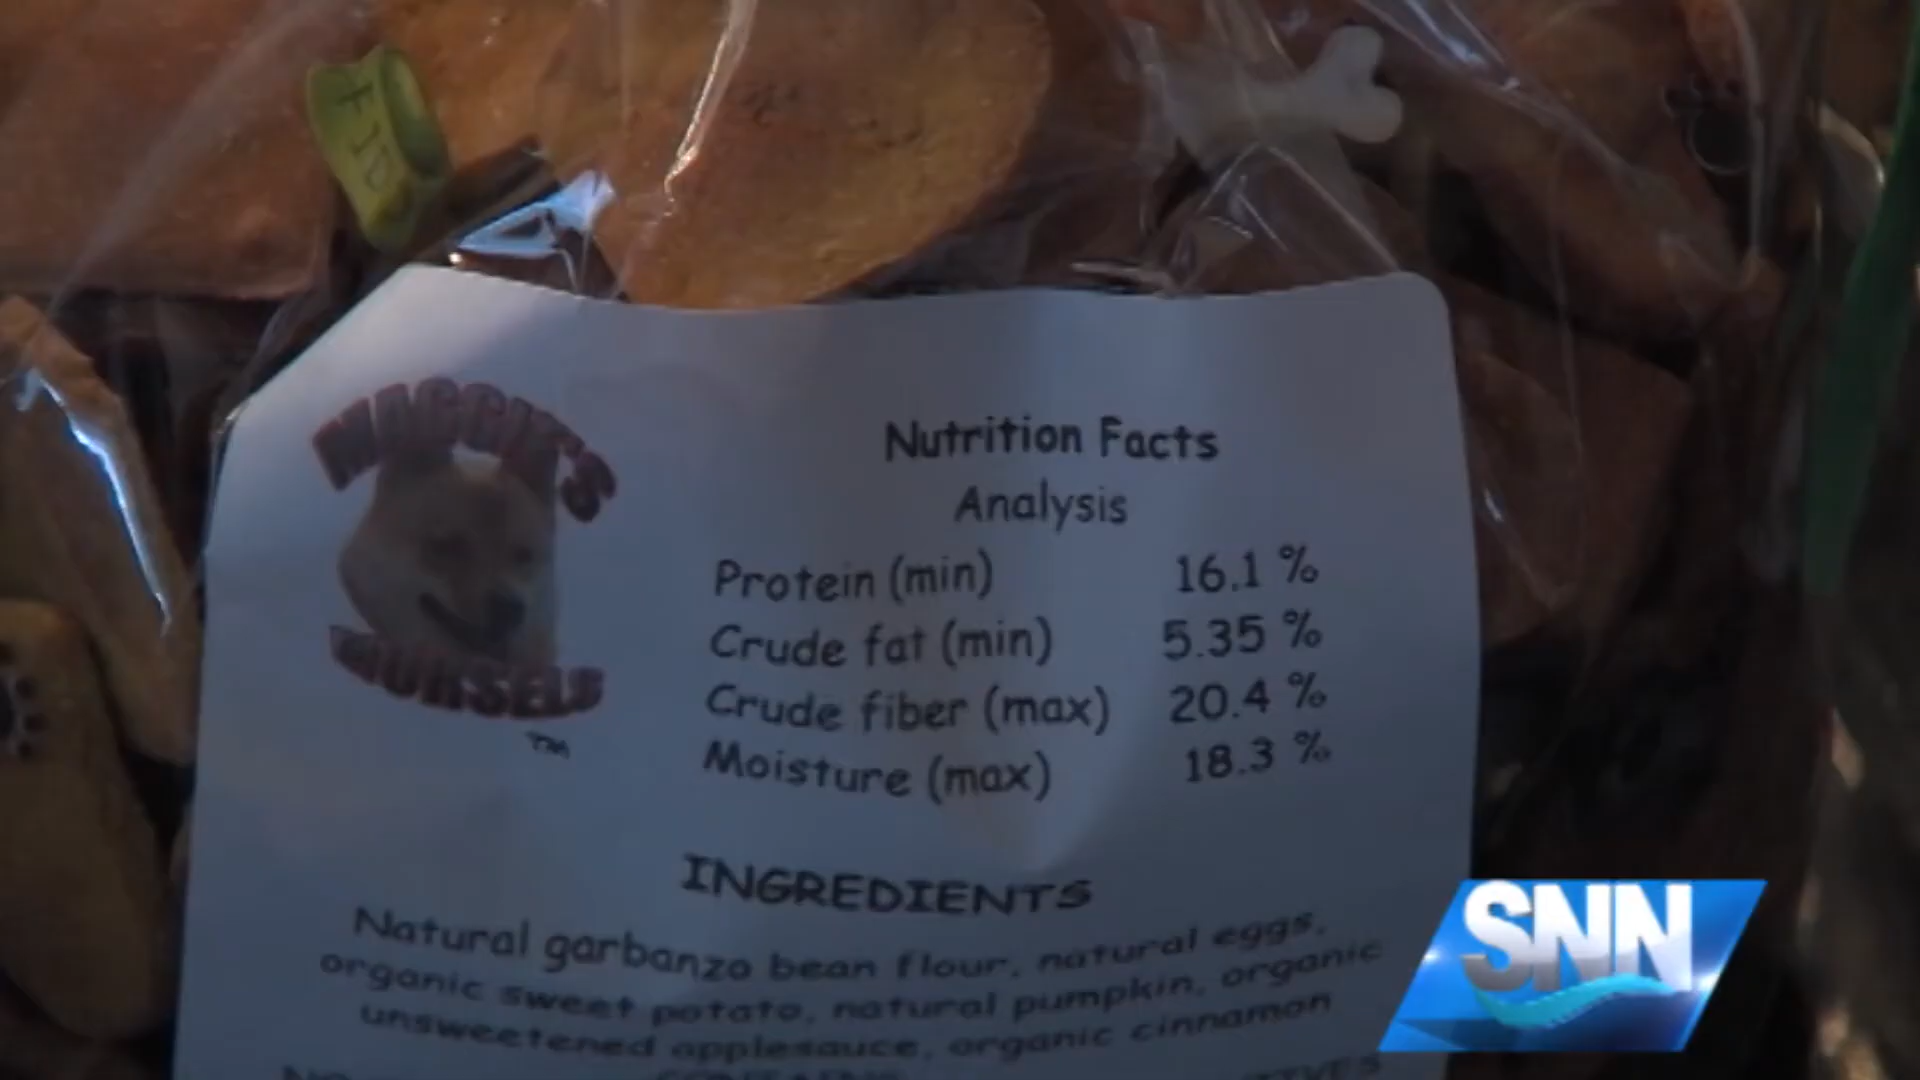 FIDO
MAGGIE'S
MORSELS
TM
Nutrition Facts
Analysis
Protein (min) 16.1 %
Crude fat (min) 5.35 %
Crude fiber (max) 20.4 %
Moisture (max) 18.3 %
INGREDIENTS
Natural garbanzo bean flour, natural eggs,
organic sweet potato, natural pumpkin, organic
unsweetened applesauce, organic cinnamon
SNN